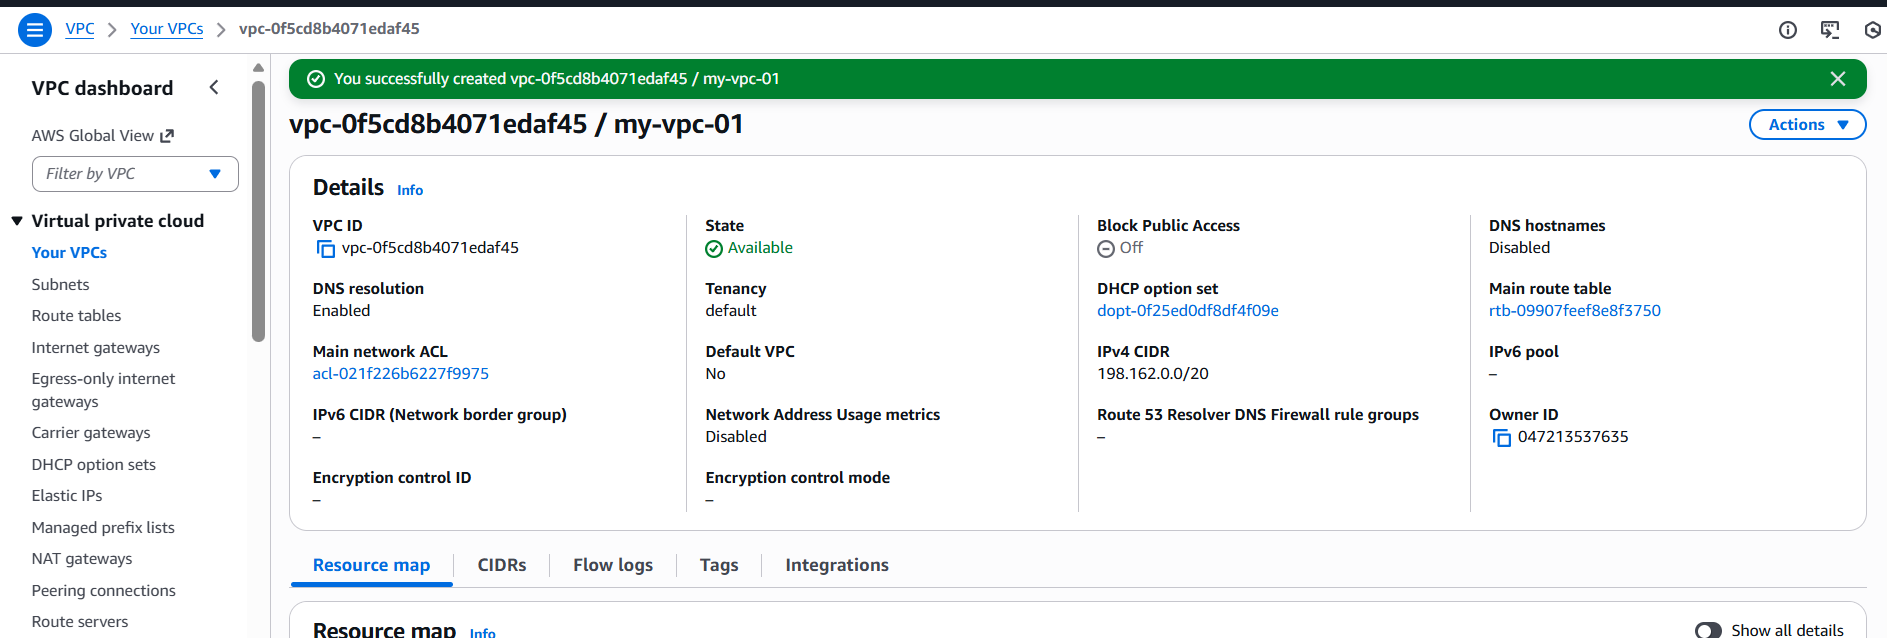 VPC > Your VPCs > vpc-0f5cd8b4071edaf45
VPC dashboard
AWS Global View
Filter by VPC
Virtual private cloud
Your VPCs
Subnets
Route tables
Internet gateways
Egress-only internet
gateways
Carrier gateways
DHCP option sets
Elastic IPs
Managed prefix lists
NAT gateways
Peering connections
Route servers
You successfully created vpc-0f5cd8b4071edaf45 / my-vpc-01
vpc-0f5cd8b4071edaf45 / my-vpc-01
Actions
Details Info
VPC ID
vpc-0f5cd8b4071edaf45
State
Available
Block Public Access
Off
DNS hostnames
Disabled
DNS resolution
Enabled
Tenancy
default
DHCP option set
dopt-0f25ed0df8df4f09e
Main route table
rtb-09907feef8e8f3750
Main network ACL
acl-021f226b6227f9975
Default VPC
No
IPv4 CIDR
198.162.0.0/20
IPv6 pool
–
IPv6 CIDR (Network border group)
–
Network Address Usage metrics
Disabled
Route 53 Resolver DNS Firewall rule groups
–
Owner ID
047213537635
Encryption control ID
–
Encryption control mode
–
Resource map
CIDRs
Flow logs
Tags
Integrations
Resource map Info
Show all details